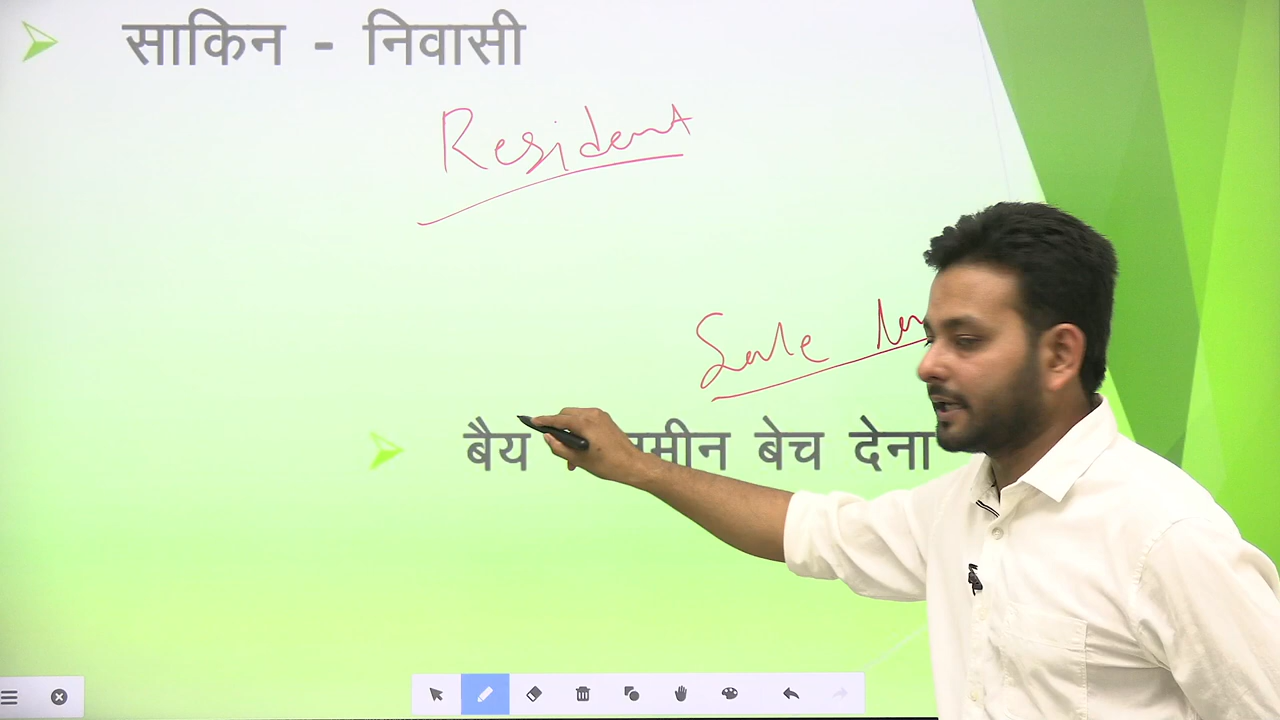 साकिन - निवासी
Resident
Sale
बैय बेच देना